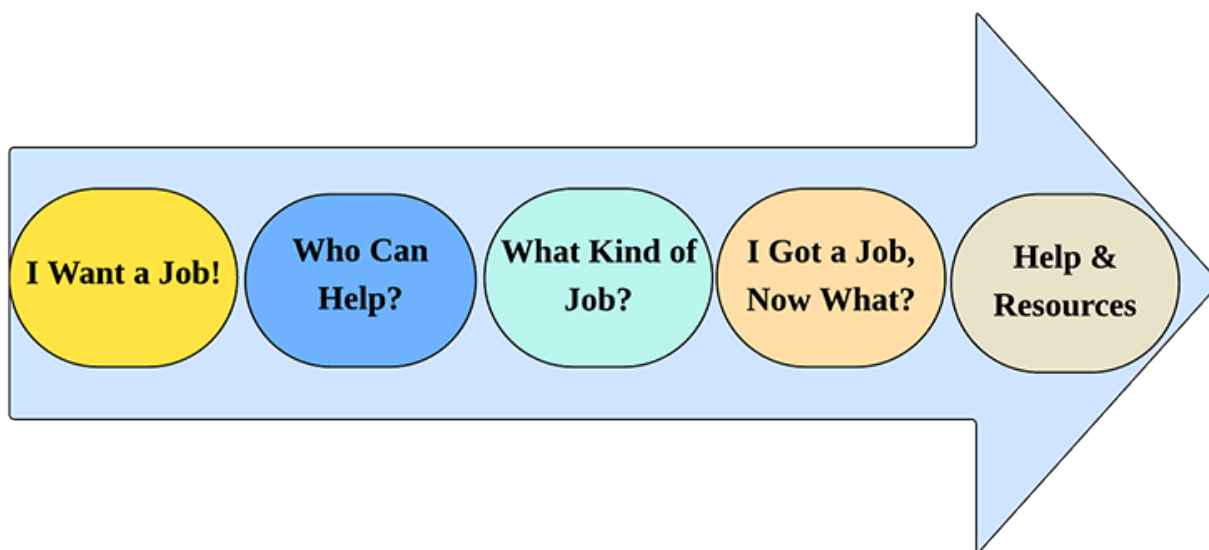 I Want a Job!
Who Can
Help?
What Kind of
Job?
I Got a Job,
Now What?
Help &
Resources